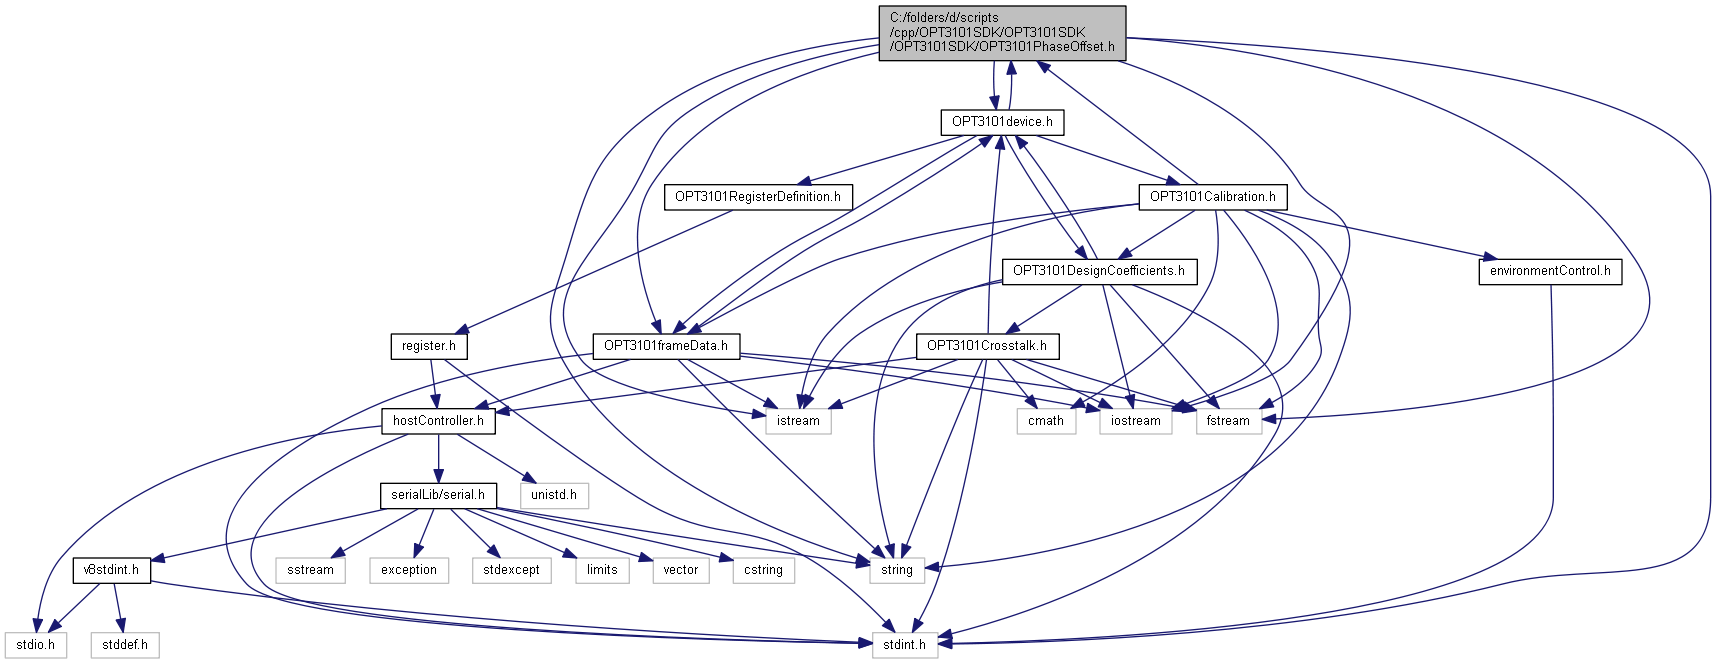 C:/folders/d/scripts
/cpp/OPT3101SDK/OPT3101SDK
/OPT3101SDK/OPT3101PhaseOffset.h
OPT3101device.h
OPT3101RegisterDefinition.h
OPT3101Calibration.h
OPT3101DesignCoefficients.h
environmentControl.h
register.h
OPT3101frameData.h
OPT3101Crosstalk.h
hostController.h
istream
cmath
iostream
fstream
serialLib/serial.h
unistd.h
v8stdint.h
sstream
exception
stdexcept
limits
vector
cstring
string
stdio.h
stddef.h
stdint.h